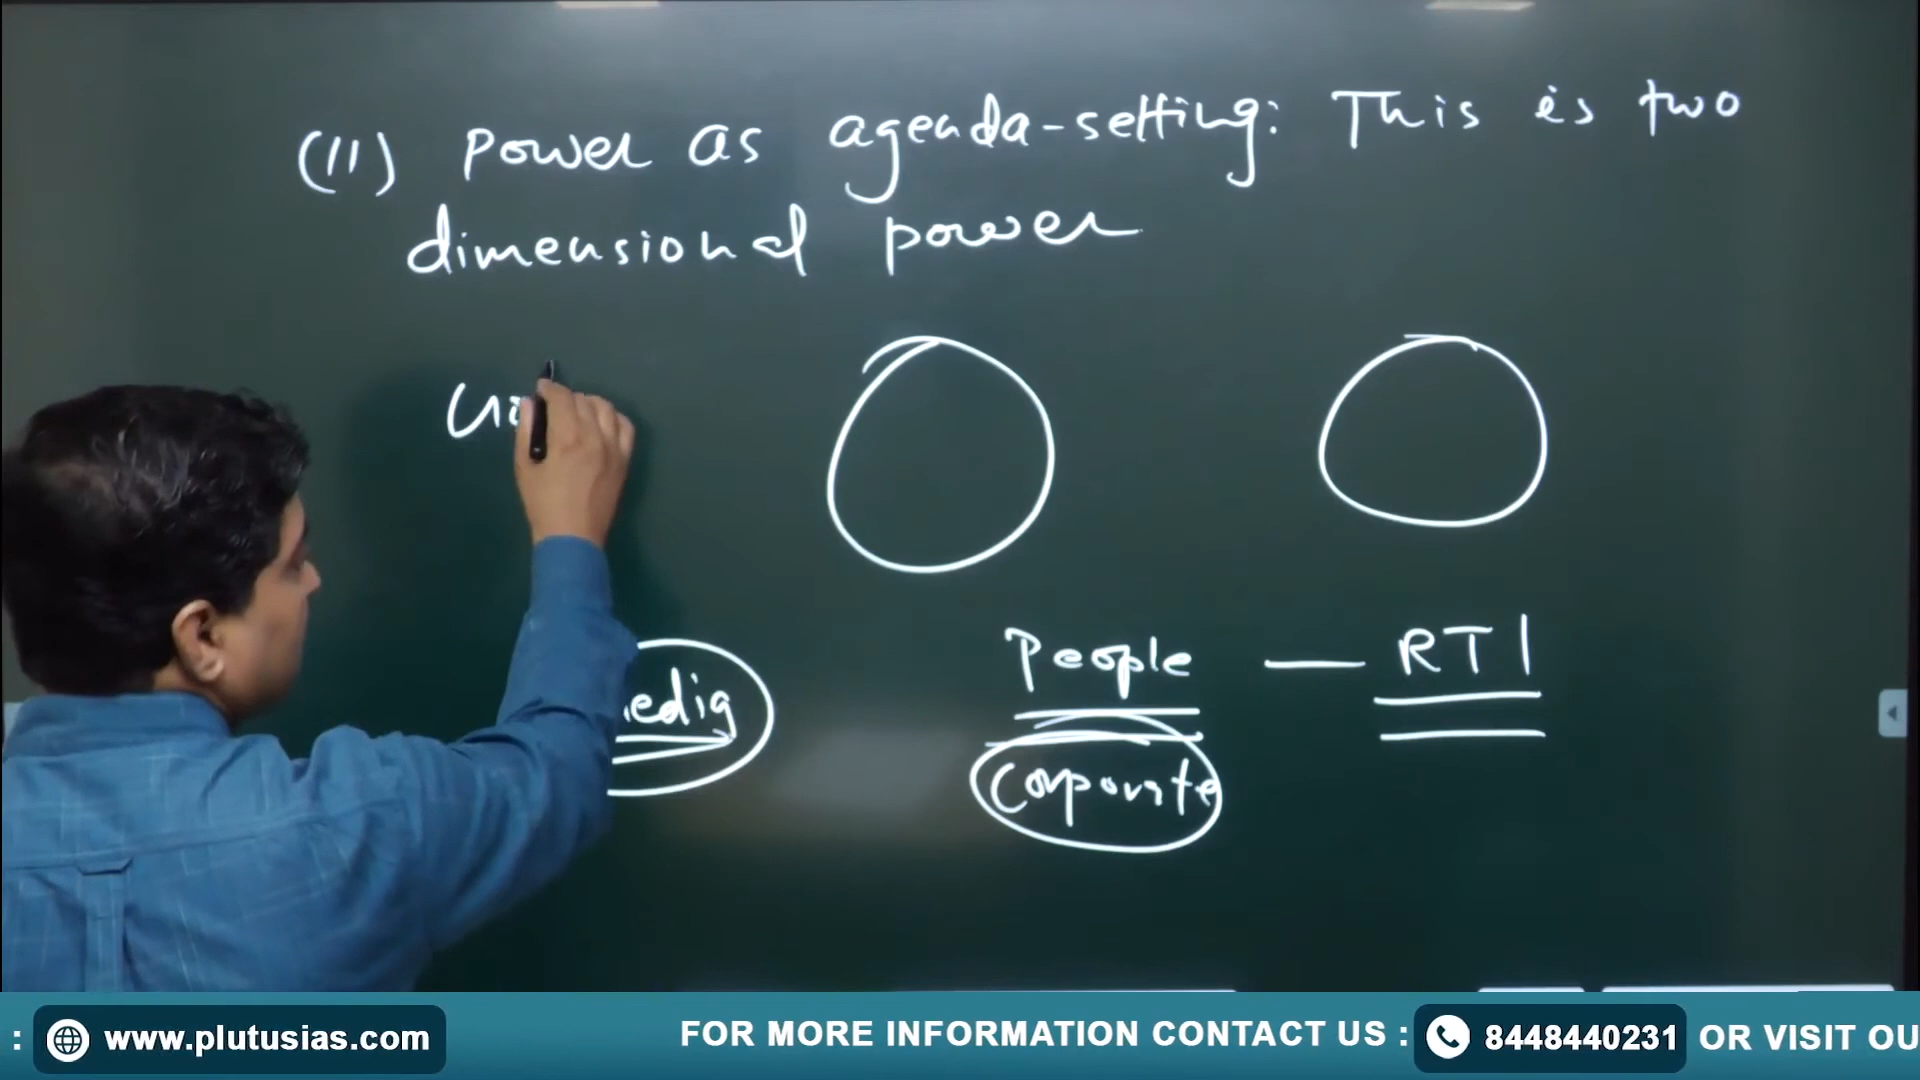 (II) Power as agenda-setting: This is two
dimensional power
People — RTI
Corporate
: www.plutusias.com FOR MORE INFORMATION CONTACT US : 8448440231 OR VISIT OU